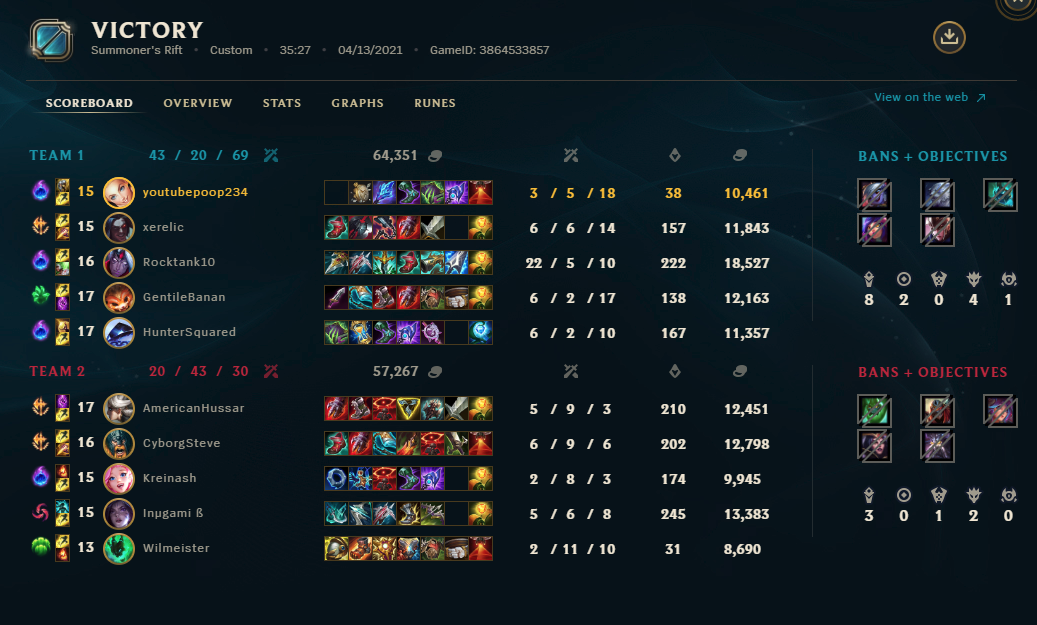 VICTORY
Summoner's Rift • Custom • 35:27 • 04/13/2021 • GameID: 3864533857
SCOREBOARD OVERVIEW STATS GRAPHS RUNES
View on the web
TEAM 1 43 / 20 / 69 64,351
BANS + OBJECTIVES
15 youtubepoop234 3 / 5 / 18 38 10,461
15 xerelic 6 / 6 / 14 157 11,843
16 Rocktank10 22 / 5 / 10 222 18,527
17 GentileBanan 6 / 2 / 17 138 12,163
8 2 0 4 1
17 HunterSquared 6 / 2 / 10 167 11,357
TEAM 2 20 / 43 / 30 57,267
BANS + OBJECTIVES
17 AmericanHussar 5 / 9 / 3 210 12,451
16 CyborgSteve 6 / 9 / 6 202 12,798
15 Kreinash 2 / 8 / 3 174 9,945
15 Inµgami ß 5 / 6 / 8 245 13,383
3 0 1 2 0
13 Wilmeister 2 / 11 / 10 31 8,690